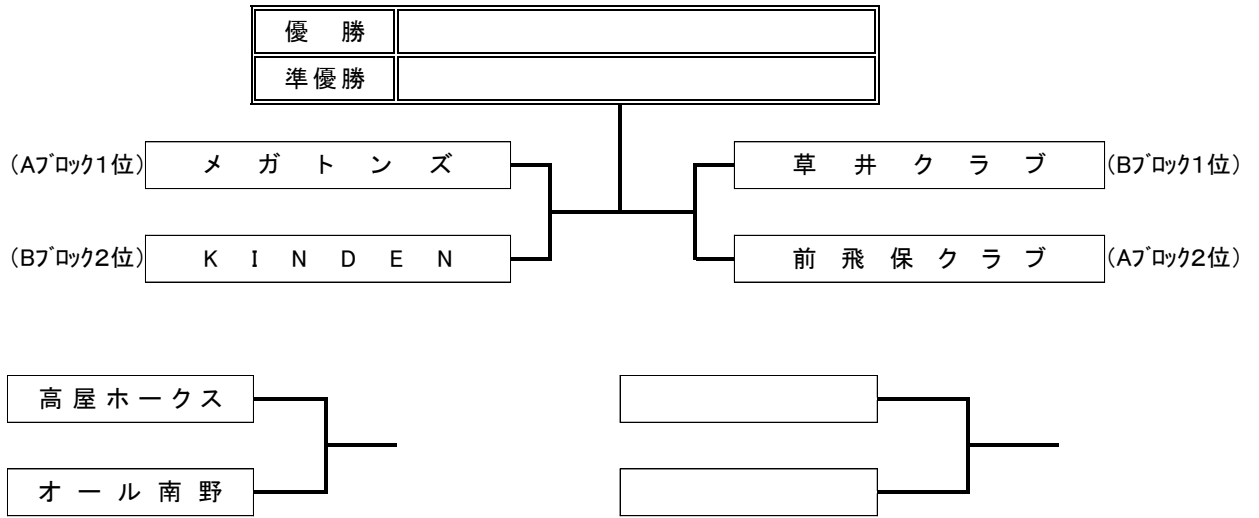 優 勝
準優勝
(Aブロック1位) メガトンズ 草井クラブ (Bブロック1位)
(Bブロック2位) KINDEN 前飛保クラブ (Aブロック2位)
高屋ホークス
オール南野